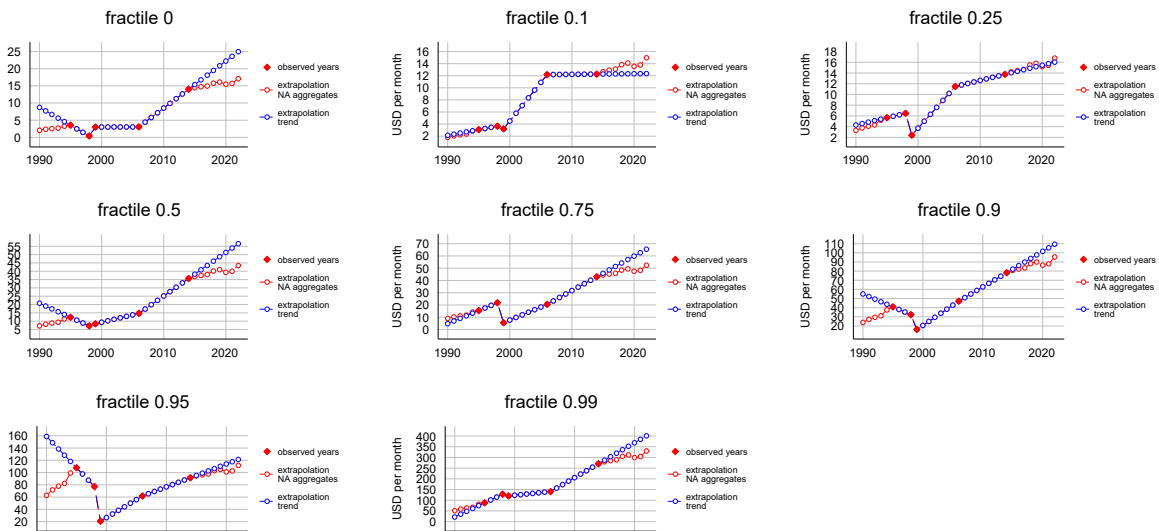 fractile 0
25
20
15
10
5
0
1990
2000
2010
2020
observed years
extrapolation
NA aggregates
extrapolation
trend
fractile 0.1
USD per month
16
14
12
10
8
6
4
2
0
1990
2000
2010
2020
observed years
extrapolation
NA aggregates
extrapolation
trend
fractile 0.25
USD per month
18
16
14
12
10
8
6
4
2
0
1990
2000
2010
2020
observed years
extrapolation
NA aggregates
extrapolation
trend
fractile 0.5
55
50
45
40
35
30
25
20
15
10
5
1990
2000
2010
2020
observed years
extrapolation
NA aggregates
extrapolation
trend
fractile 0.75
USD per month
70
60
50
40
30
20
10
0
1990
2000
2010
2020
observed years
extrapolation
NA aggregates
extrapolation
trend
fractile 0.9
USD per month
110
100
90
80
70
60
50
40
30
20
1990
2000
2010
2020
observed years
extrapolation
NA aggregates
extrapolation
trend
fractile 0.95
160
140
120
100
80
60
40
20
observed years
extrapolation
NA aggregates
extrapolation
trend
fractile 0.99
USD per month
400
350
300
250
200
150
100
50
0
observed years
extrapolation
NA aggregates
extrapolation
trend